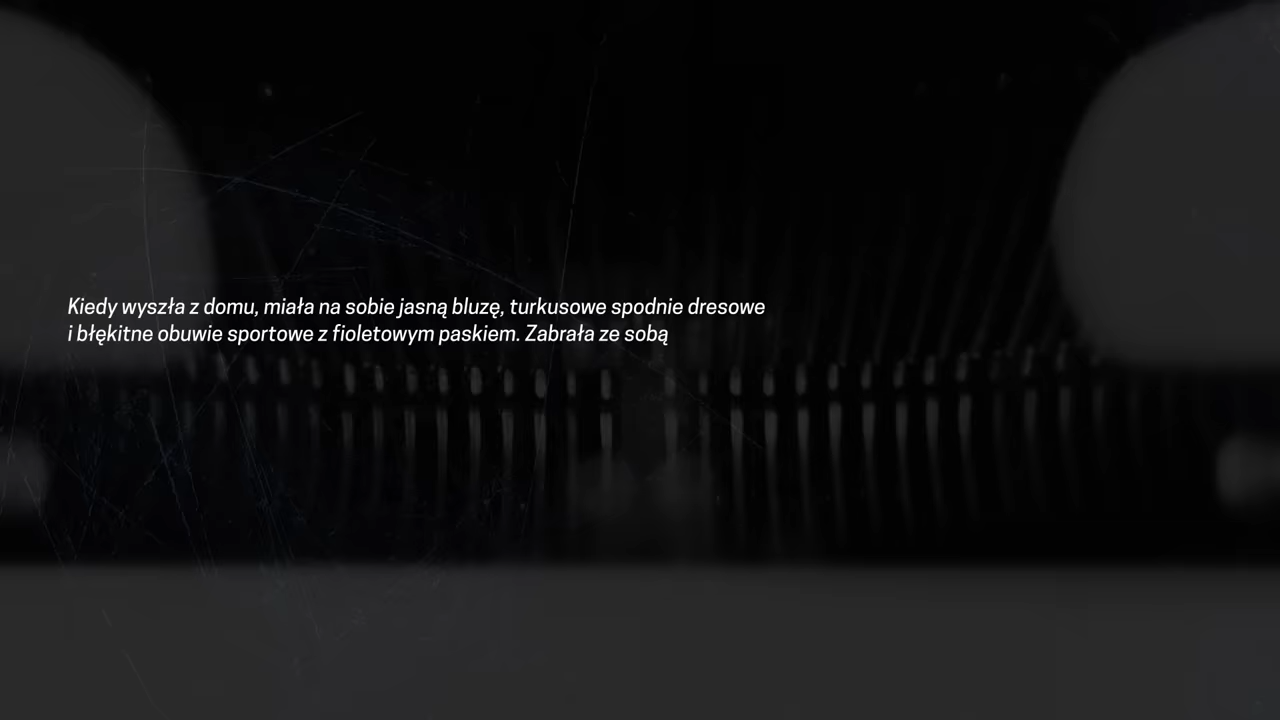 Kiedy wyszła z domu, miała na sobie jasną bluzę, turkusowe spodnie dresowe
i błękitne obuwie sportowe z fioletowym paskiem. Zabrała ze sobą